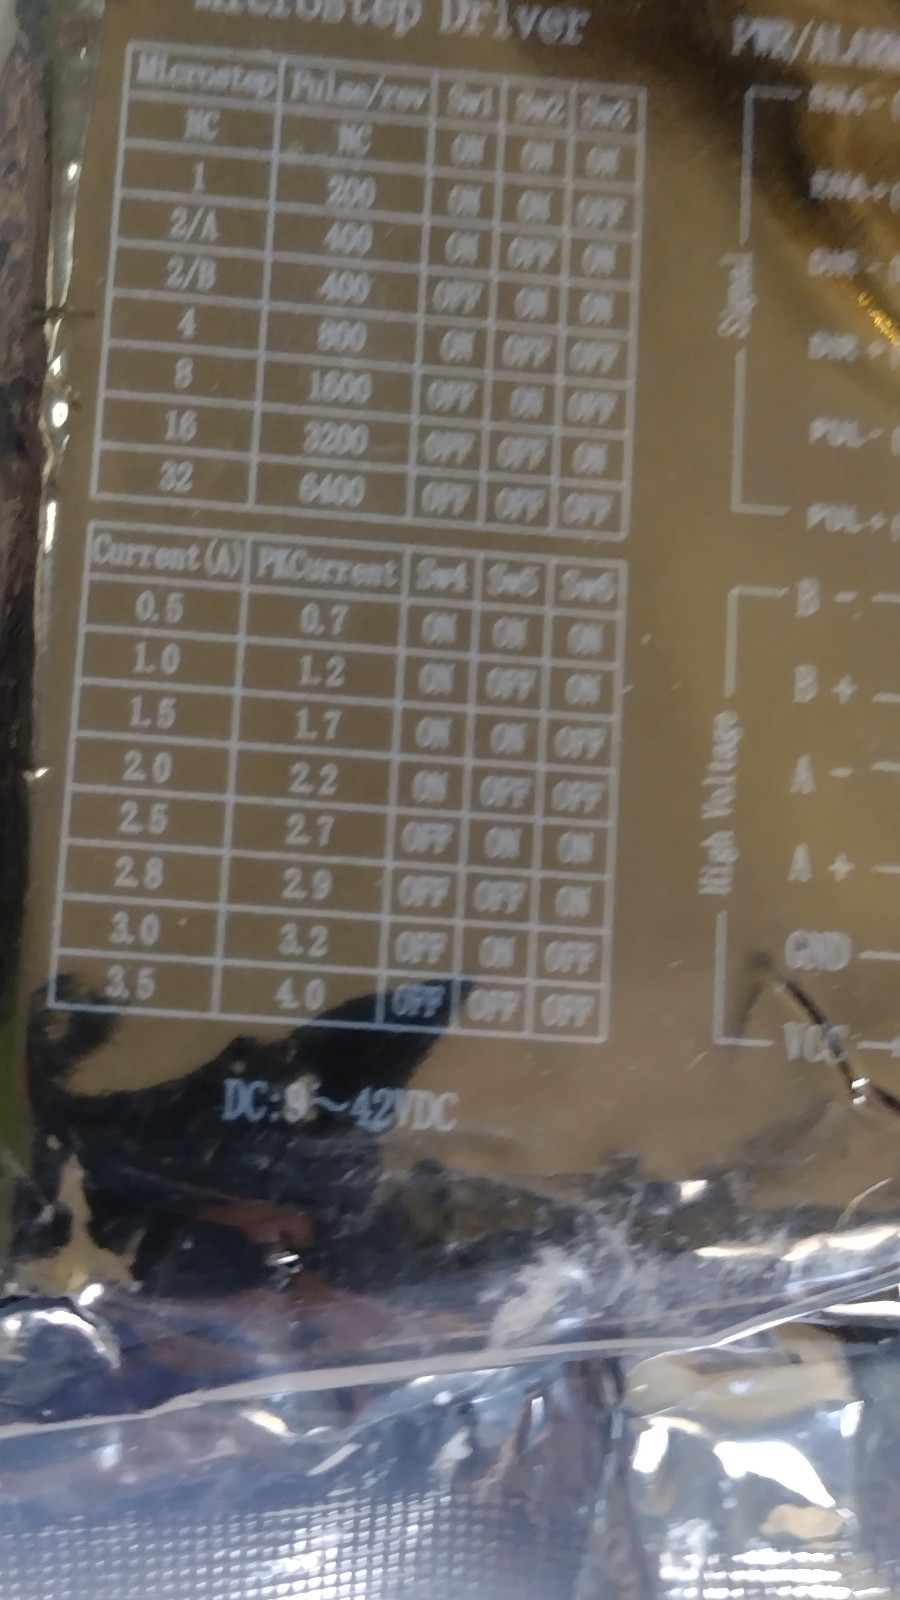 Microstep Driver
Microstep Pulse/rev Sw1 Sw2 Sw3
NC NC ON ON ON
1 200 ON ON OFF
2/A 400 ON OFF ON
2/B 400 OFF ON ON
4 800 ON OFF OFF
8 1600 OFF ON OFF
16 3200 OFF OFF ON
32 6400 OFF OFF OFF
Current(A) PKCurrent Sw4 Sw5 Sw6
0.5 0.7 ON ON ON
1.0 1.2 ON OFF ON
1.5 1.7 ON ON OFF
2.0 2.2 ON OFF OFF
2.5 2.7 OFF ON ON
2.8 2.9 OFF OFF ON
3.0 3.2 OFF ON OFF
3.5 4.0 OFF OFF OFF
DC:9~42VDC
PWR/ALARM
Signal
ENA-(
ENA+(
DIR-(
DIR+(
PUL-(
PUL+(
High Voltage
B -
B +
A -
A +
GND
VCC